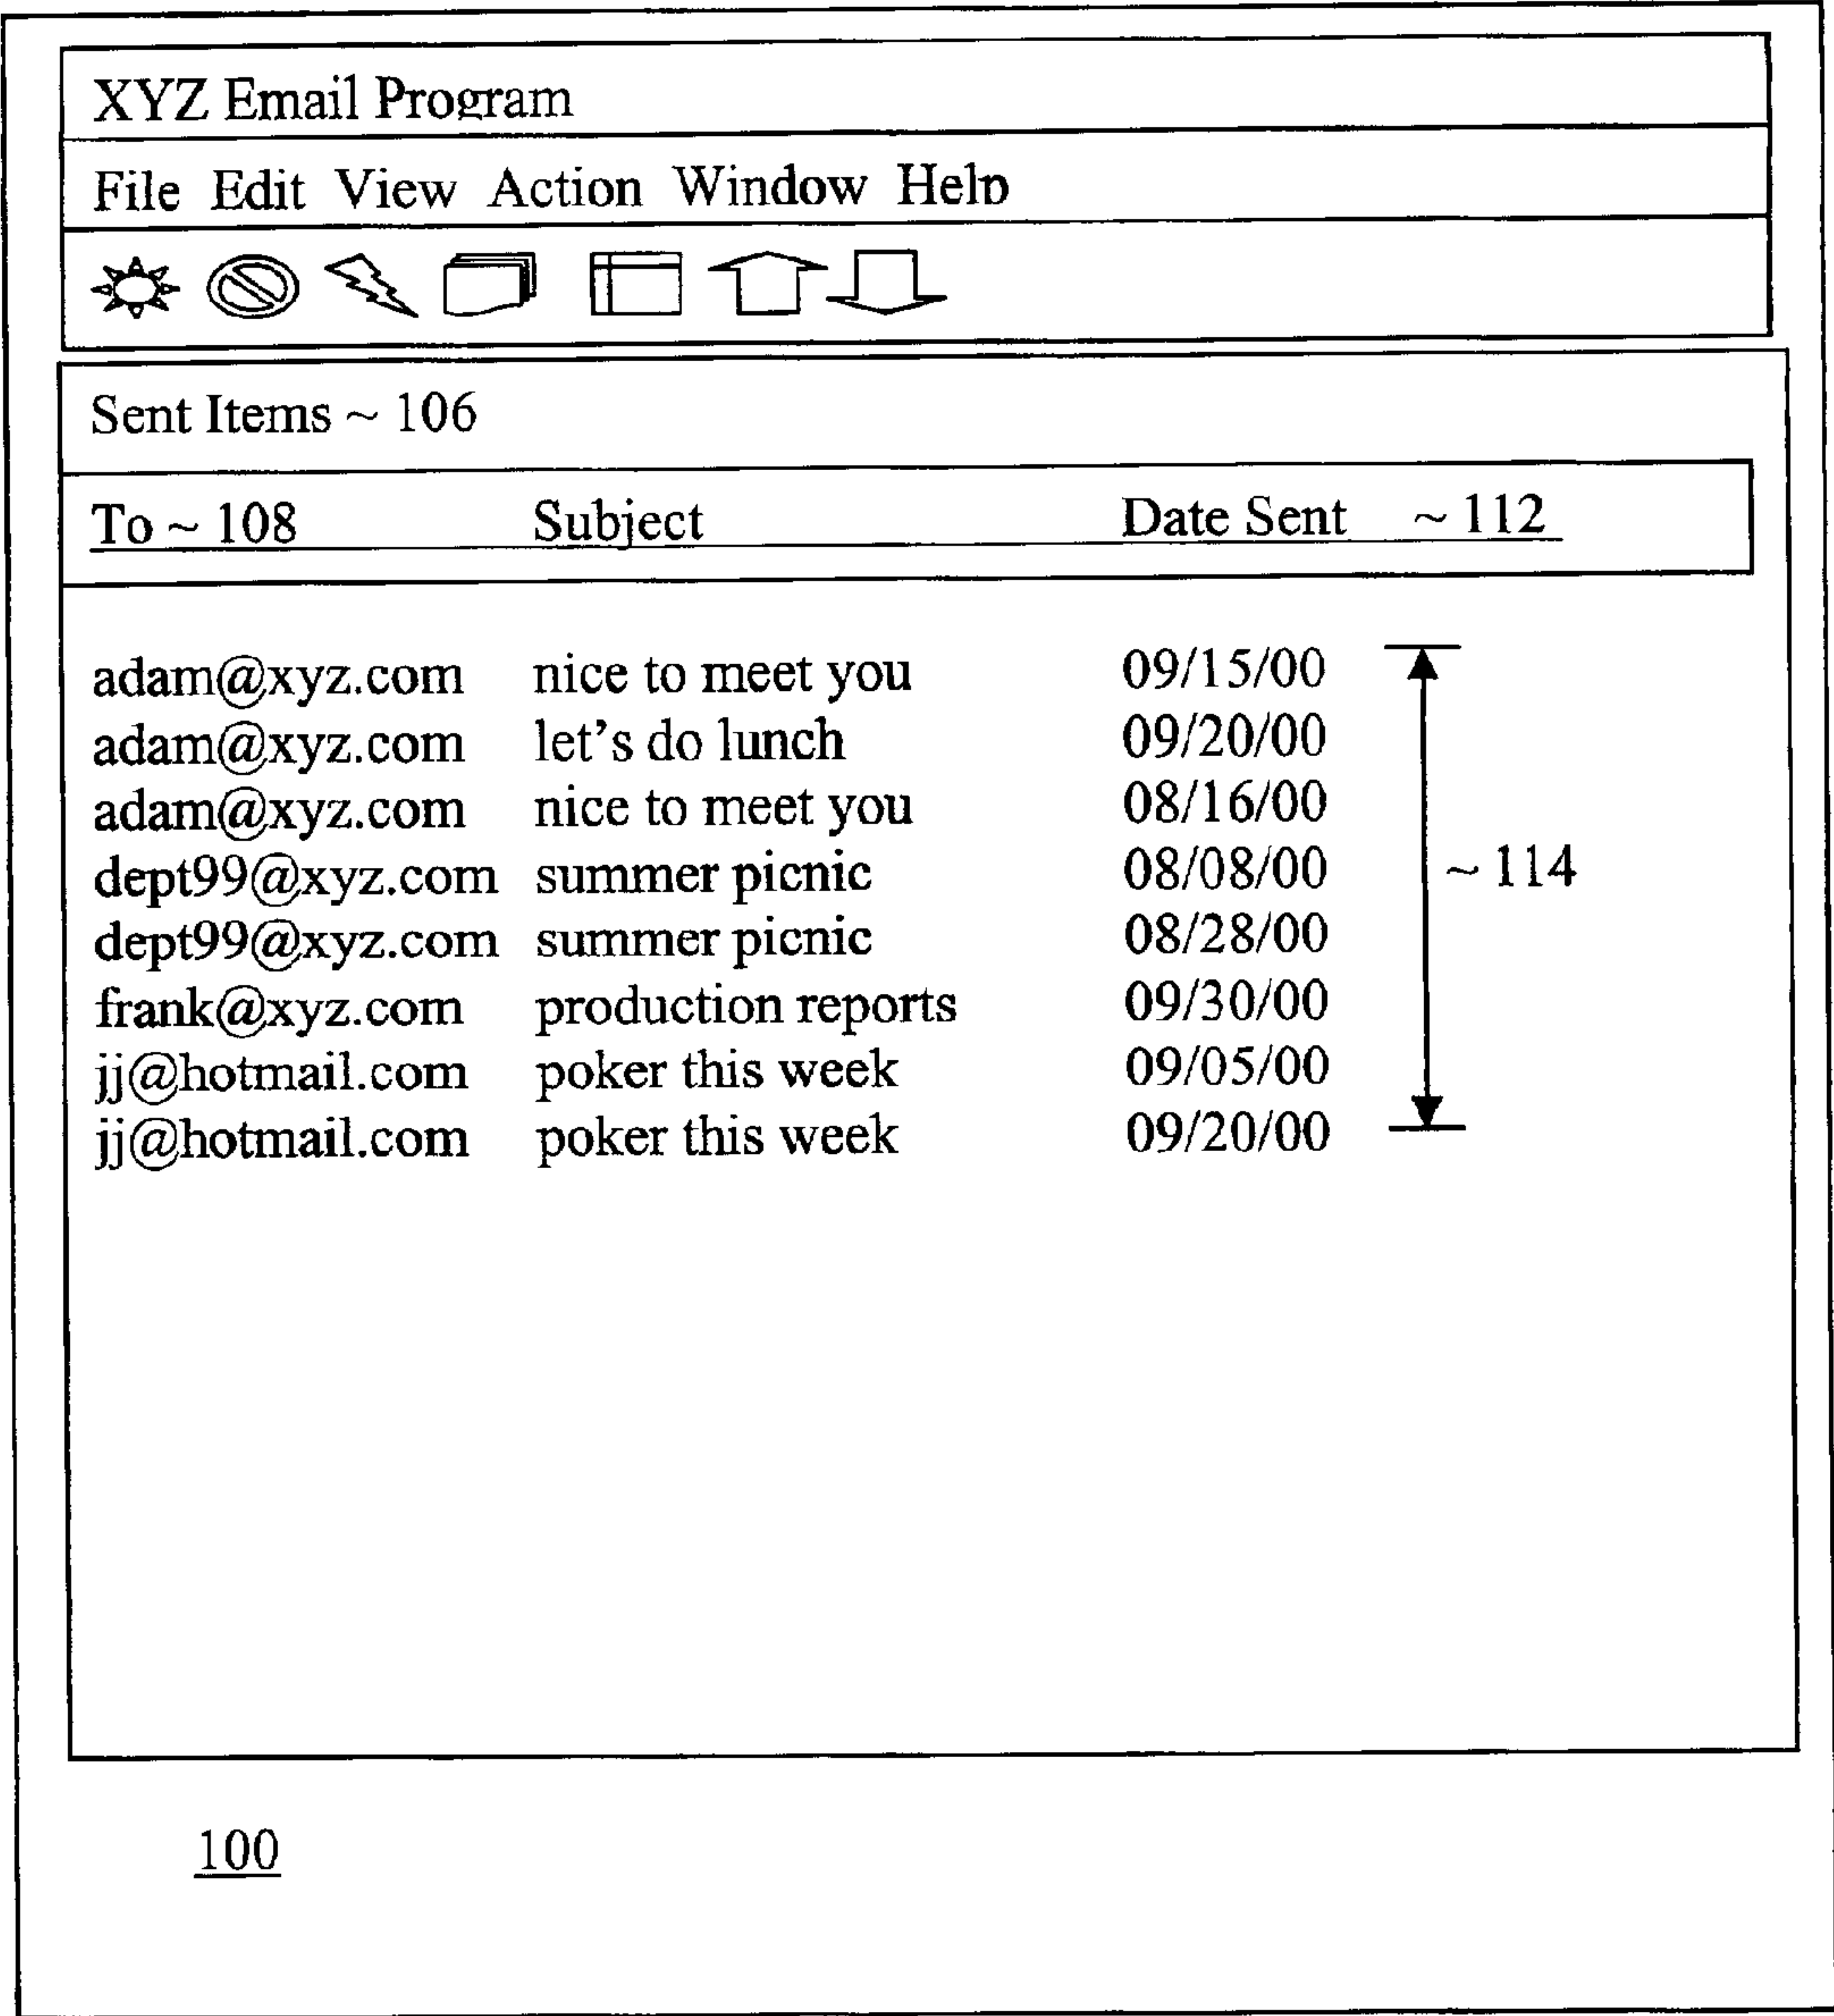 XYZ Email Program
File Edit View Action Window Help
Sent Items ~ 106
To ~ 108 Subject Date Sent ~ 112
adam@xyz.com nice to meet you 09/15/00
adam@xyz.com let's do lunch 09/20/00
adam@xyz.com nice to meet you 08/16/00
dept99@xyz.com summer picnic 08/08/00
~ 114
dept99@xyz.com summer picnic 08/28/00
frank@xyz.com production reports 09/30/00
jj@hotmail.com poker this week 09/05/00
jj@hotmail.com poker this week 09/20/00
100